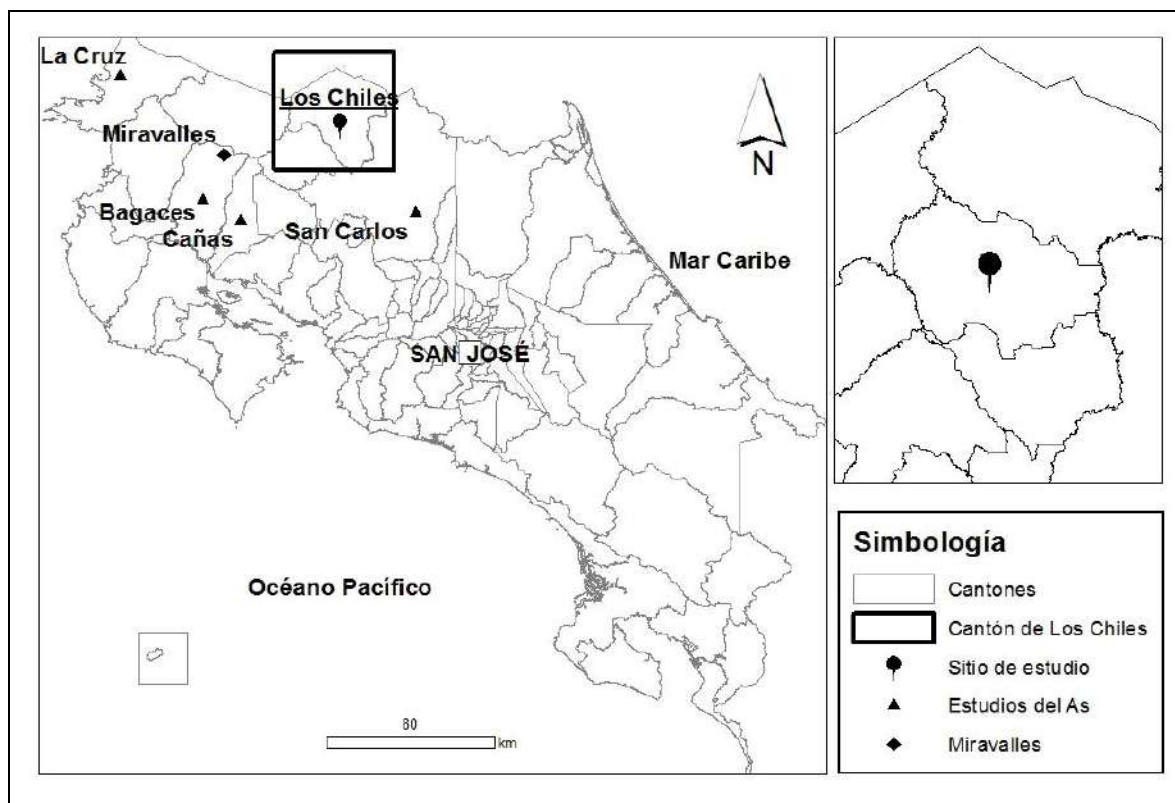 La Cruz
Los Chiles
Miravalles
N
Bagaces
Cañas
San Carlos
Mar Caribe
SAN JOSÉ
Océano Pacífico
80
km
Simbología
Cantones
Cantón de Los Chiles
Sitio de estudio
Estudios del As
Miravalles